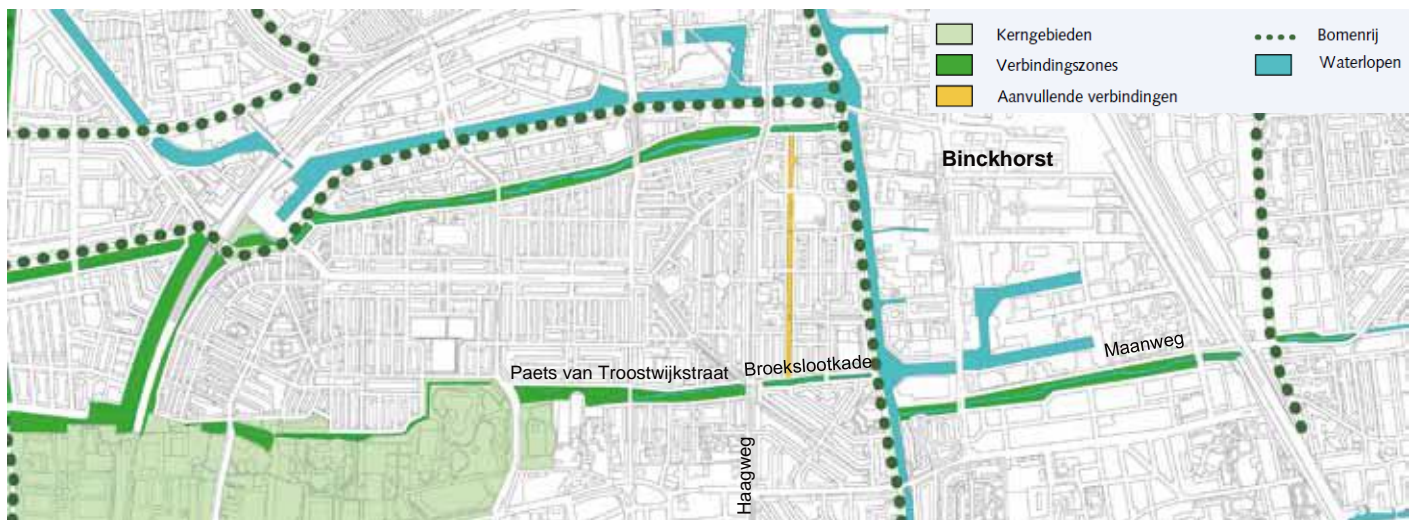 Kerngebieden
Verbindingszones
Aanvullende verbindingen
Bomenrij
Waterlopen
Binckhorst
Maanweg
Paets van Troostwijkstraat
Broekslootkade
Haagweg